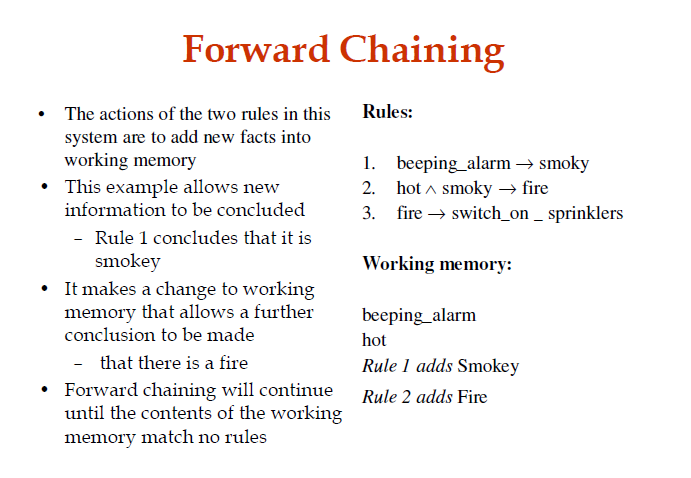 Forward Chaining
• The actions of the two rules in this
system are to add new facts into
working memory
• This example allows new
information to be concluded
– Rule 1 concludes that it is
smokey
• It makes a change to working
memory that allows a further
conclusion to be made
– that there is a fire
• Forward chaining will continue
until the contents of the working
memory match no rules
Rules:
1. beeping_alarm → smoky
2. hot ∧ smoky → fire
3. fire → switch_on _ sprinklers
Working memory:
beeping_alarm
hot
Rule 1 adds Smokey
Rule 2 adds Fire